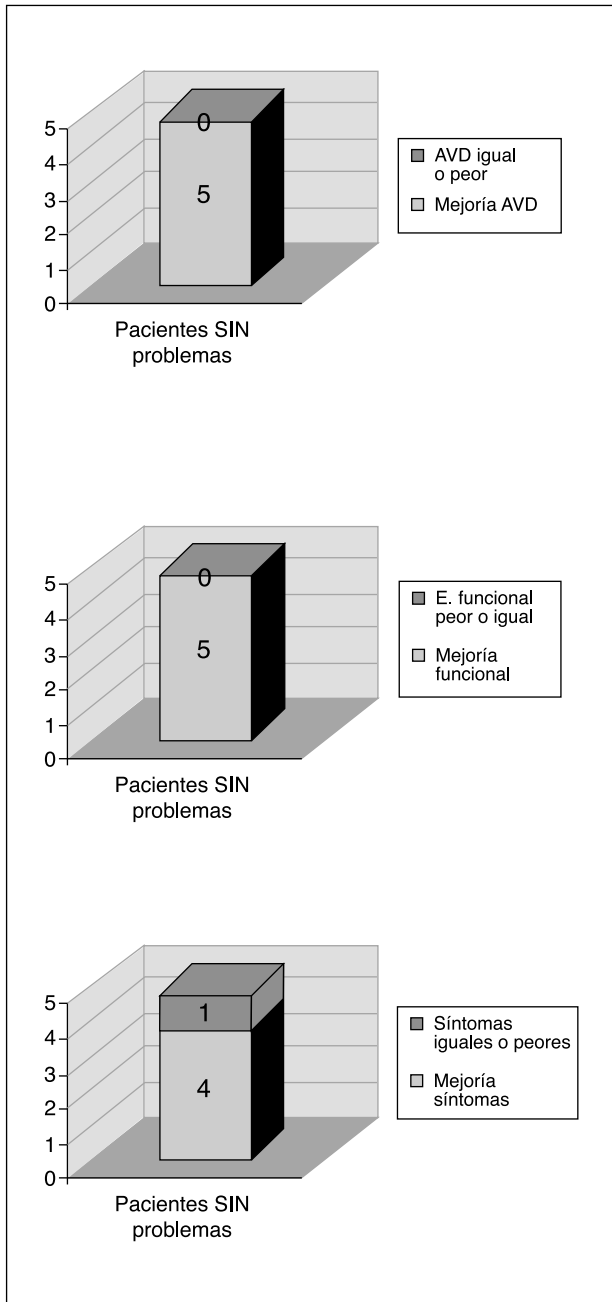 5
4
3
2
1
0
0
5
Pacientes SIN
problemas
AVD igual
o peor
Mejoría AVD
5
4
3
2
1
0
0
5
Pacientes SIN
problemas
E. funcional
peor o igual
Mejoría
funcional
5
4
3
2
1
0
1
4
Pacientes SIN
problemas
Síntomas
iguales o peores
Mejoría
síntomas